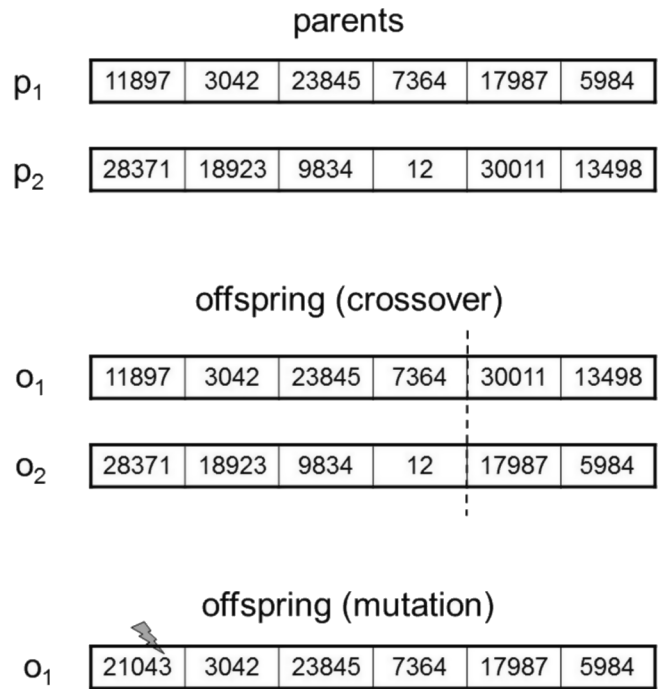 parents
p1 11897 3042 23845 7364 17987 5984
p2 28371 18923 9834 12 30011 13498
offspring (crossover)
o1 11897 3042 23845 7364 30011 13498
o2 28371 18923 9834 12 17987 5984
offspring (mutation)
o1 21043 3042 23845 7364 17987 5984